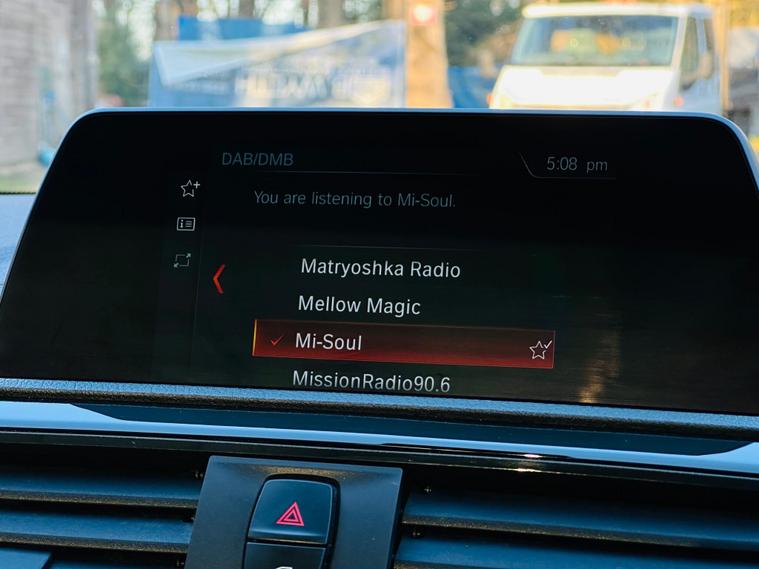 DAB/DMB
5:08 pm
You are listening to Mi-Soul.
Matryoshka Radio
Mellow Magic
Mi-Soul
MissionRadio90.6